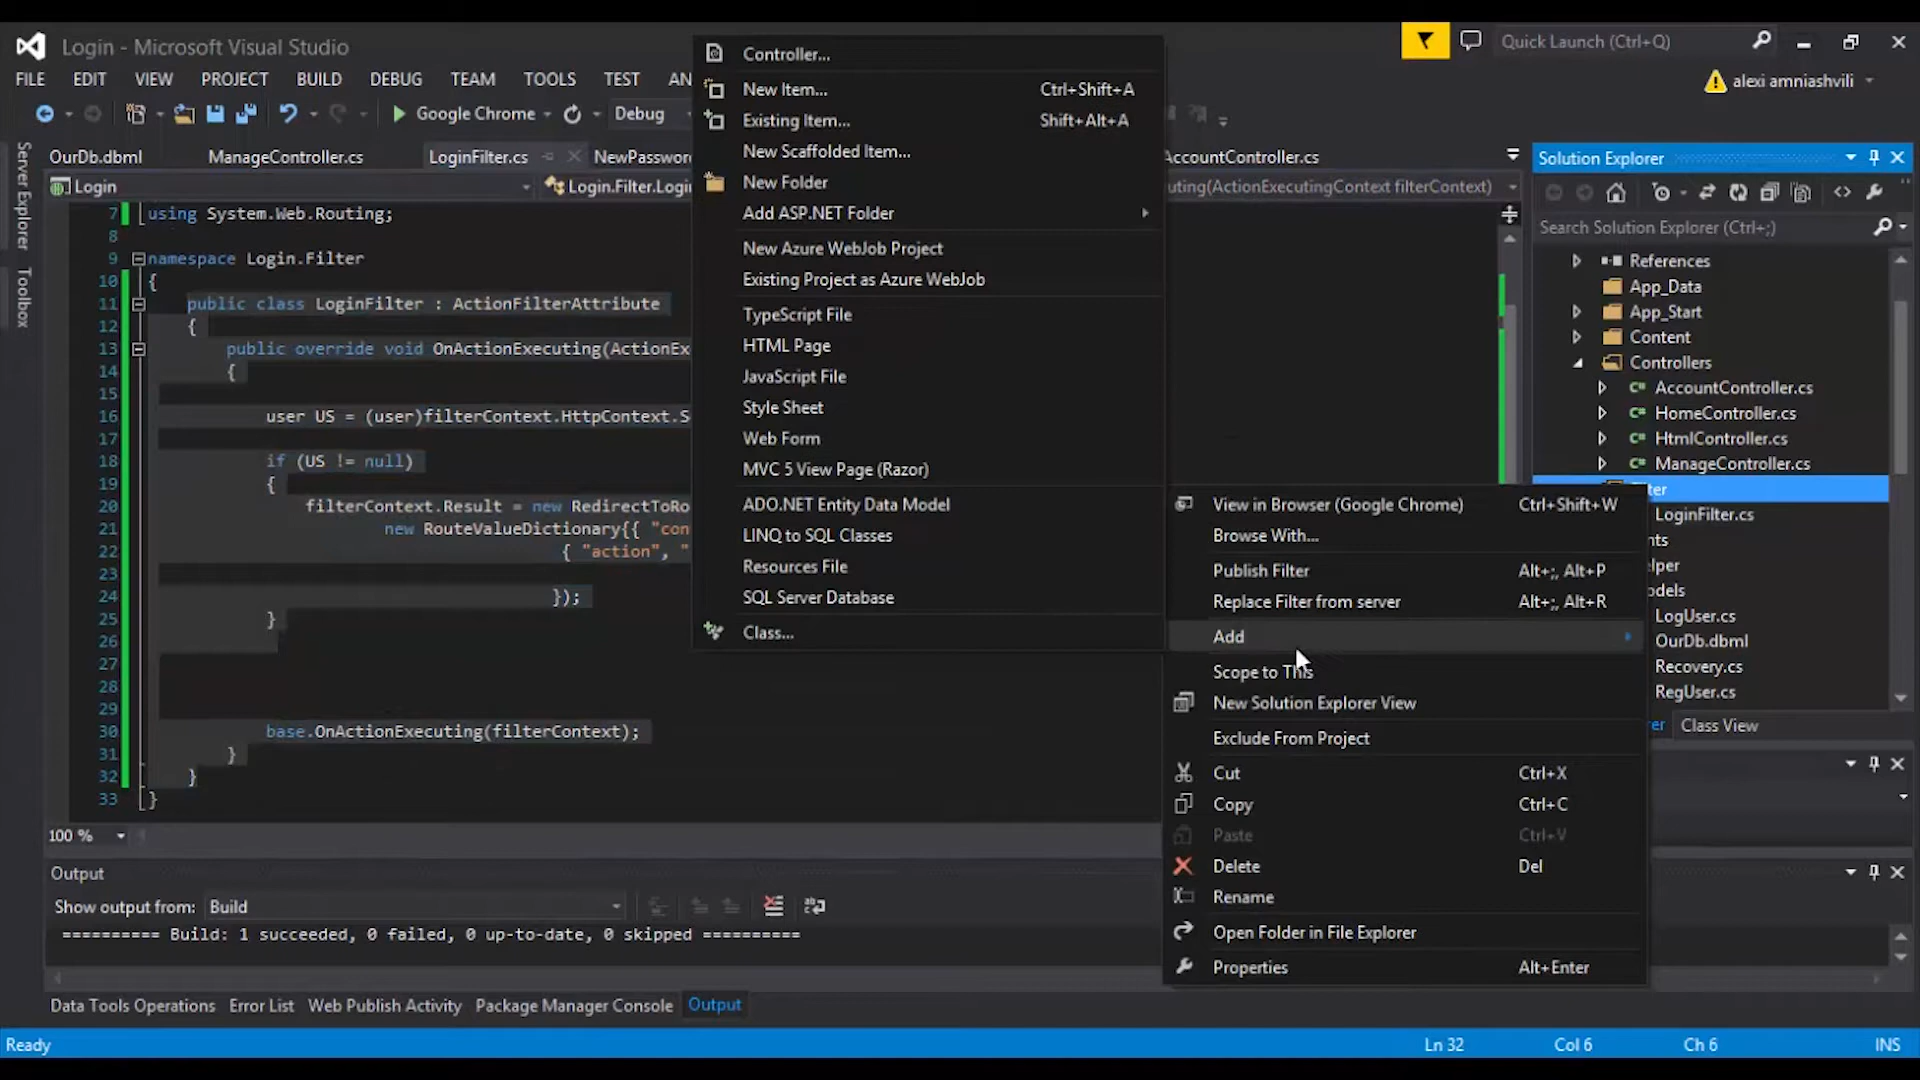 Login - Microsoft Visual Studio
Quick Launch (Ctrl+Q)
FILE EDIT VIEW PROJECT BUILD DEBUG TEAM TOOLS TEST AN
alexi amniashvili
Google Chrome
Debug
OurDb.dbml
ManageController.cs
LoginFilter.cs
NewPassword
AccountController.cs
Login
Login.Filter.Logi
uting(ActionExecutingContext filterContext)
Server Explorer
Toolbox
7 using System.Web.Routing;
8
9 namespace Login.Filter
10 {
11 public class LoginFilter : ActionFilterAttribute
12 {
13 public override void OnActionExecuting(ActionEx
14 {
15
16 user US = (user)filterContext.HttpContext.S
17
18 if (US != null)
19 {
20 filterContext.Result = new RedirectToRo
21 new RouteValueDictionary{{ "con
22 { "action", "
23
24 });
25 }
26
27
28
29
30 base.OnActionExecuting(filterContext);
31 }
32 }
33 }
100 %
Controller...
New Item... Ctrl+Shift+A
Existing Item... Shift+Alt+A
New Scaffolded Item...
New Folder
Add ASP.NET Folder
New Azure WebJob Project
Existing Project as Azure WebJob
TypeScript File
HTML Page
JavaScript File
Style Sheet
Web Form
MVC 5 View Page (Razor)
ADO.NET Entity Data Model
LINQ to SQL Classes
Resources File
SQL Server Database
Class...
View in Browser (Google Chrome) Ctrl+Shift+W
Browse With...
Publish Filter Alt+;, Alt+P
Replace Filter from server Alt+;, Alt+R
Add
Scope to This
New Solution Explorer View
Exclude From Project
Cut Ctrl+X
Copy Ctrl+C
Paste Ctrl+V
Delete Del
Rename
Open Folder in File Explorer
Properties Alt+Enter
Solution Explorer
Search Solution Explorer (Ctrl+;)
References
App_Data
App_Start
Content
Controllers
C# AccountController.cs
C# HomeController.cs
C# HtmlController.cs
C# ManageController.cs
ter
LoginFilter.cs
nts
elper
odels
LogUser.cs
OurDb.dbml
Recovery.cs
RegUser.cs
rer Class View
Output
Show output from: Build
========== Build: 1 succeeded, 0 failed, 0 up-to-date, 0 skipped ==========
Data Tools Operations Error List Web Publish Activity Package Manager Console Output
Ready Ln 32 Col 6 Ch 6 INS